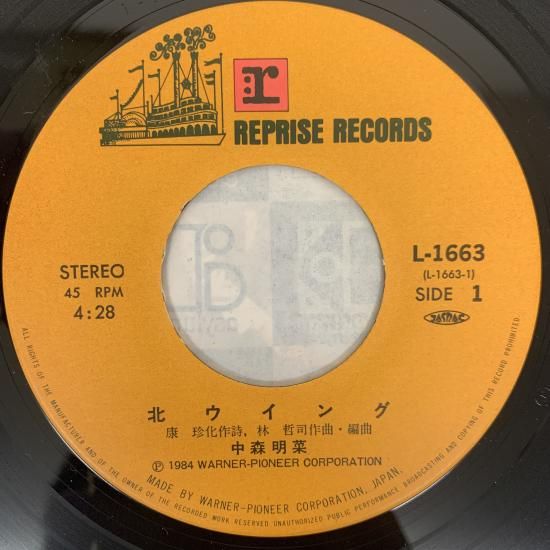 r
REPRISE RECORDS
STEREO
45 RPM
4:28
L-1663
(L-1663-1)
SIDE 1
JASRAC
北ウイング
康 珍化作詩，林 哲司作曲・編曲
中森明菜
Ⓟ 1984 WARNER-PIONEER CORPORATION
MADE BY WARNER-PIONEER CORPORATION, JAPAN,
ALL RIGHTS OF THE MANUFACTURER AND OF THE OWNER OF THE RECORDED WORK RESERVED UNAUTHORIZED PUBLIC PERFORMANCE BROADCASTING AND COPYING OF THIS RECORD PROHIBITED